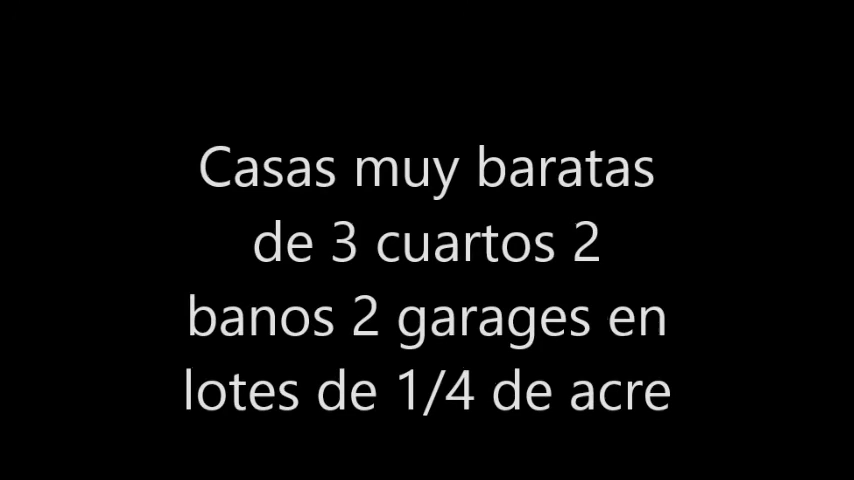 Casas muy baratas
de 3 cuartos 2
banos 2 garages en
lotes de 1/4 de acre